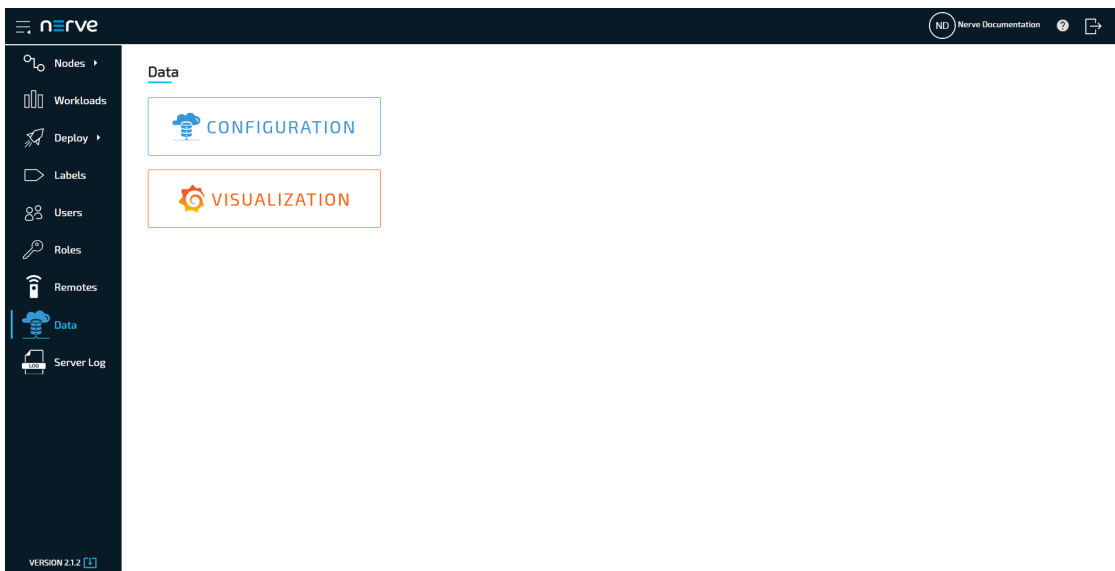 nerve
ND Nerve Documentation ?
Nodes
Workloads
Deploy
Labels
Users
Roles
Remotes
Data
LOG Server Log
VERSION 2.1.2
Data
CONFIGURATION
VISUALIZATION